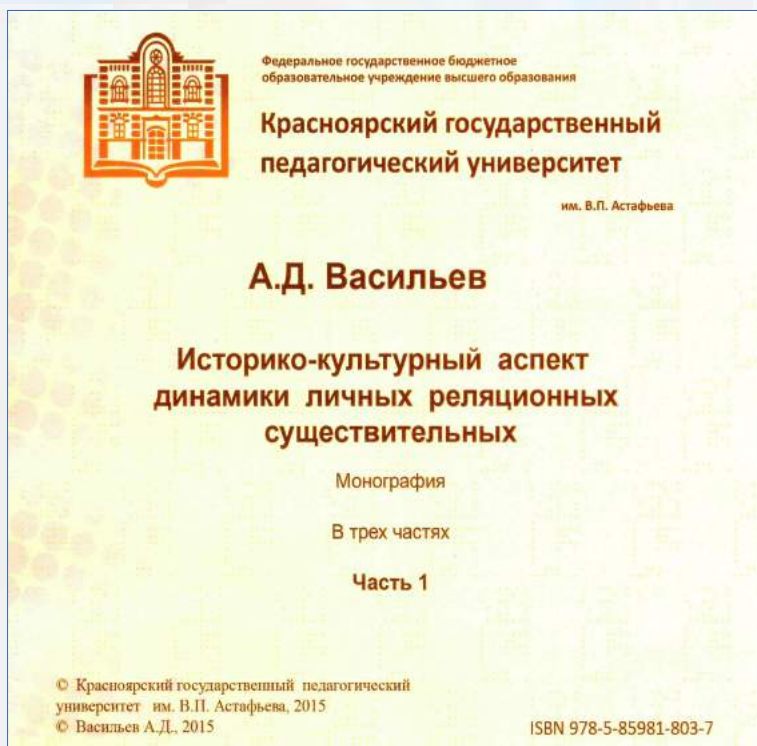 Федеральное государственное бюджетное
образовательное учреждение высшего образования
Красноярский государственный
педагогический университет
им. В.П. Астафьева
А.Д. Васильев
Историко-культурный аспект
динамики личных реляционных
существительных
Монография
В трех частях
Часть 1
© Красноярский государственный педагогический
университет им. В.П. Астафьева, 2015
© Васильев А.Д., 2015
ISBN 978-5-85981-803-7